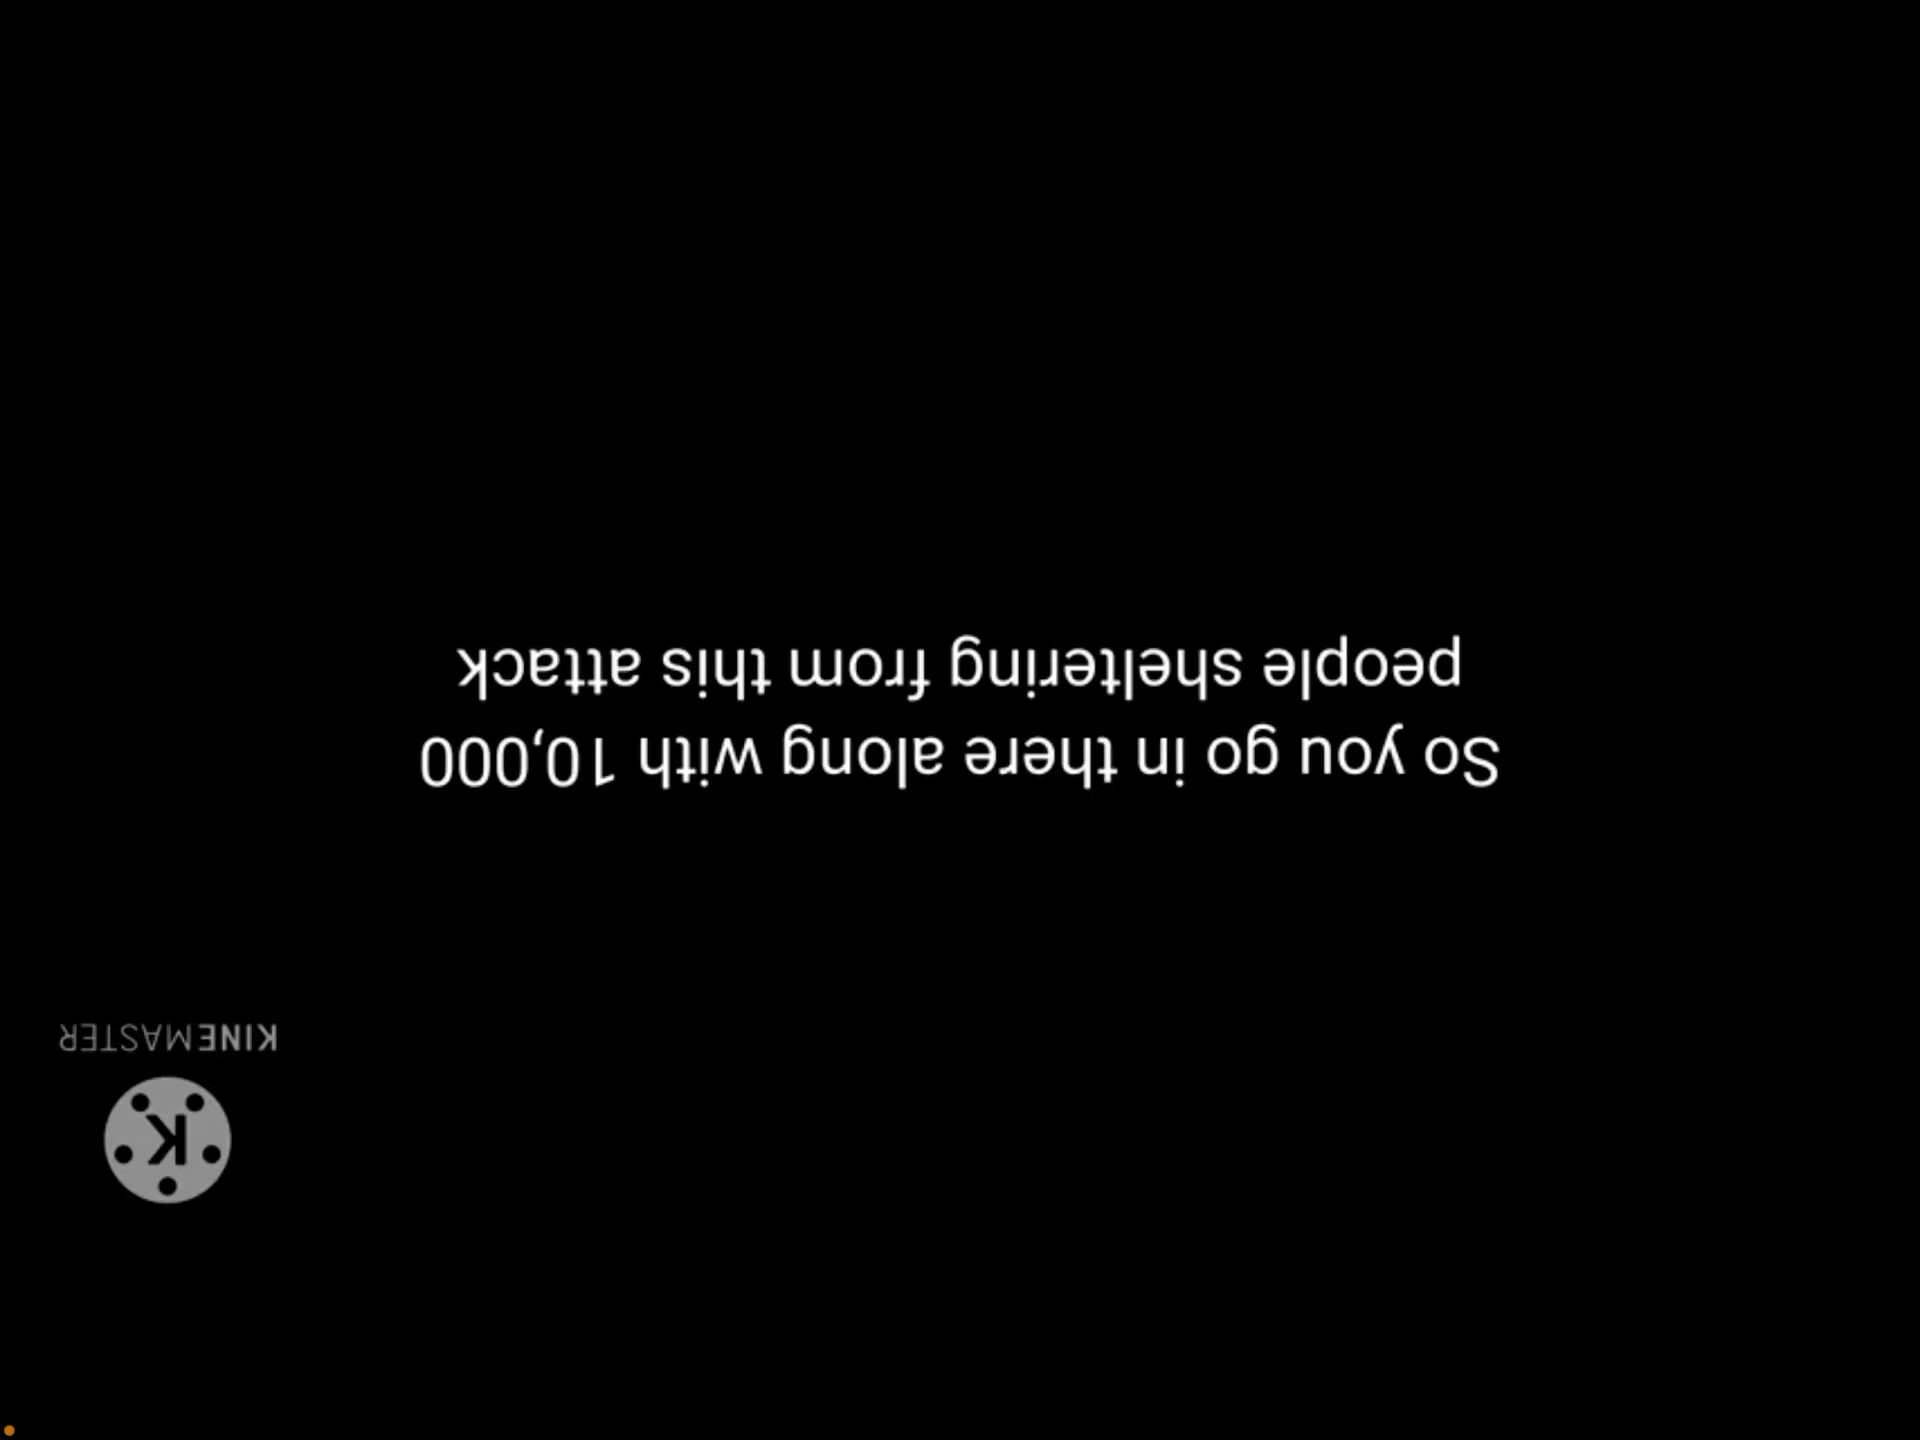 So you go in there along with 10,000
people sheltering from this attack
K
KINEMASTER